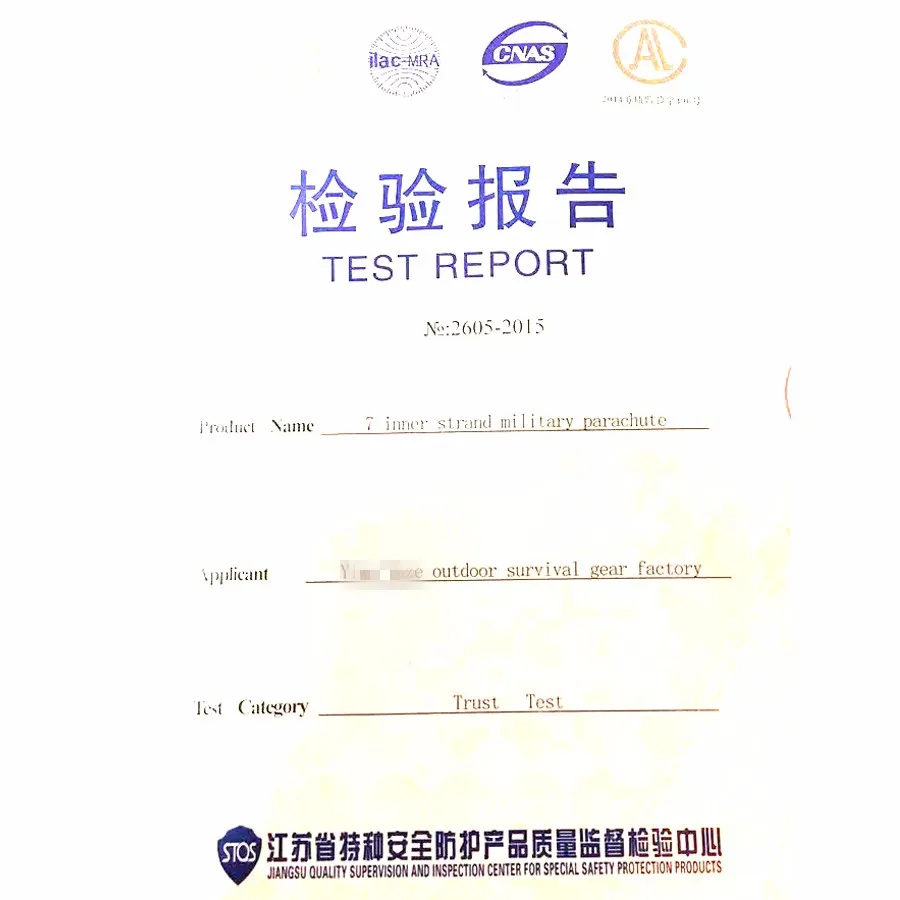 ilac-MRA
CNAS
AL
检验报告
TEST REPORT
№:2605-2015
Product Name 7 inner strand military parachute
Applicant outdoor survival gear factory
Test Category Trust Test
STOS
江苏省特种安全防护产品质量监督检验中心
JIANGSU QUALITY SUPERVISION AND INSPECTION CENTER FOR SPECIAL SAFETY PROTECTION PRODUCTS